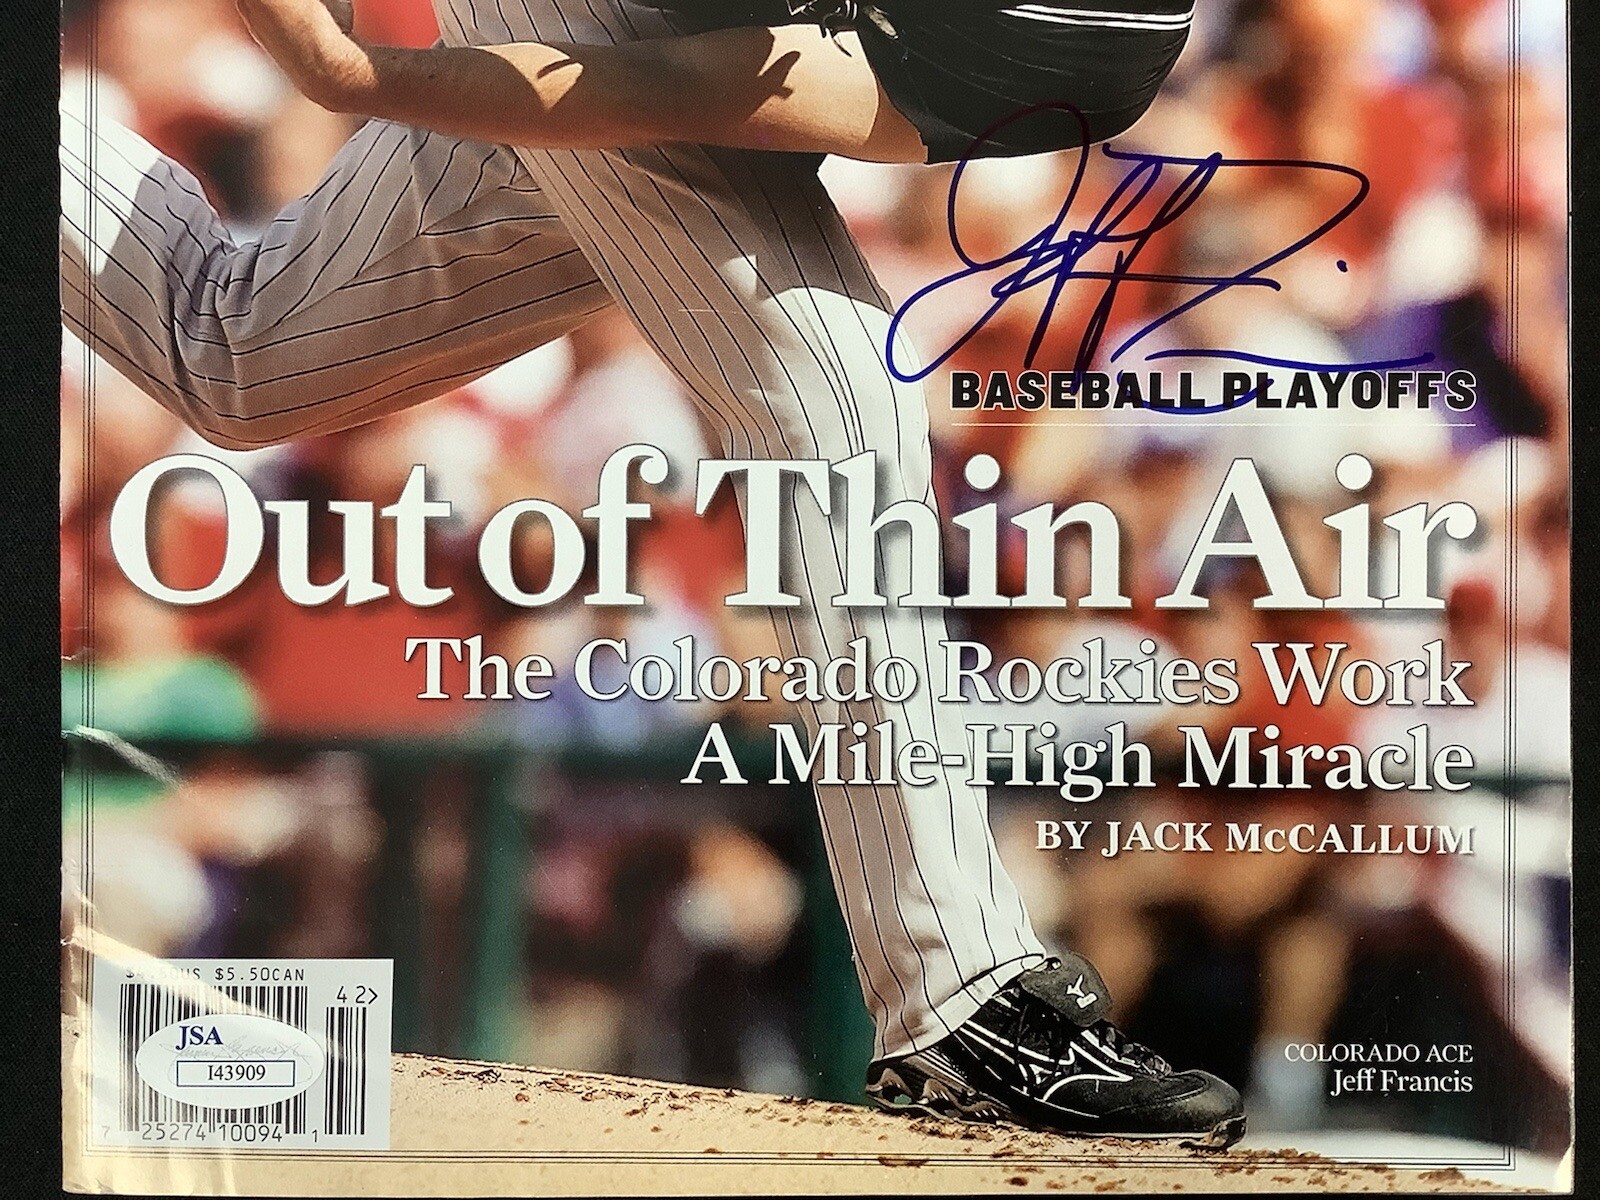 BASEBALL PLAYOFFS
Out of Thin Air
The Colorado Rockies Work
A Mile-High Miracle
BY JACK McCALLUM
$5.50CAN
42>
JSA
I43909
7 25274 10094 1
COLORADO ACE
Jeff Francis